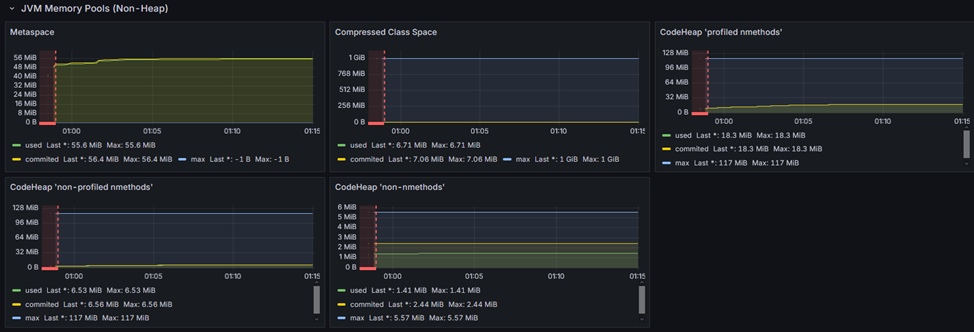 JVM Memory Pools (Non-Heap)
Metaspace
56 MiB
48 MiB
40 MiB
32 MiB
24 MiB
16 MiB
8 MiB
0 B
01:00 01:05 01:10 01:15
used Last *: 55.6 MiB Max: 55.6 MiB
commited Last *: 56.4 MiB Max: 56.4 MiB max Last *: -1 B Max: -1 B
Compressed Class Space
1 GiB
768 MiB
512 MiB
256 MiB
0 B
01:00 01:05 01:10 01:15
used Last *: 6.71 MiB Max: 6.71 MiB
commited Last *: 7.06 MiB Max: 7.06 MiB max Last *: 1 GiB Max: 1 GiB
CodeHeap 'profiled nmethods'
128 MiB
96 MiB
64 MiB
32 MiB
0 B
01:00 01:05 01:10 01:15
used Last *: 18.3 MiB Max: 18.3 MiB
commited Last *: 18.3 MiB Max: 18.3 MiB
max Last *: 117 MiB Max: 117 MiB
CodeHeap 'non-profiled nmethods'
128 MiB
96 MiB
64 MiB
32 MiB
0 B
01:00 01:05 01:10 01:15
used Last *: 6.53 MiB Max: 6.53 MiB
commited Last *: 6.56 MiB Max: 6.56 MiB
max Last *: 117 MiB Max: 117 MiB
CodeHeap 'non-nmethods'
6 MiB
5 MiB
4 MiB
3 MiB
2 MiB
1 MiB
0 B
01:00 01:05 01:10 01:15
used Last *: 1.41 MiB Max: 1.41 MiB
commited Last *: 2.44 MiB Max: 2.44 MiB
max Last *: 5.57 MiB Max: 5.57 MiB